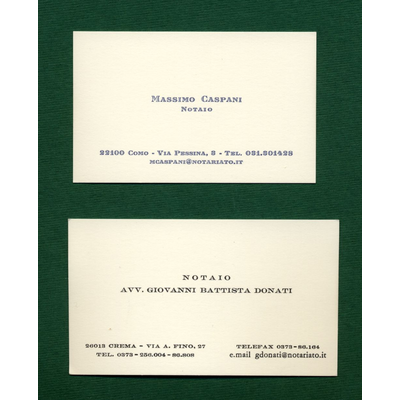 Massimo Caspani
Notaio
22100 Como - Via Pessina, 3 - Tel. 031.301428
mcaspani@notariato.it
NOTAIO
AVV. GIOVANNI BATTISTA DONATI
26013 CREMA - VIA A. FINO, 27
TEL. 0373 - 256.004 - 86.808
TELEFAX 0373-86.164
e.mail gdonati@notariato.it